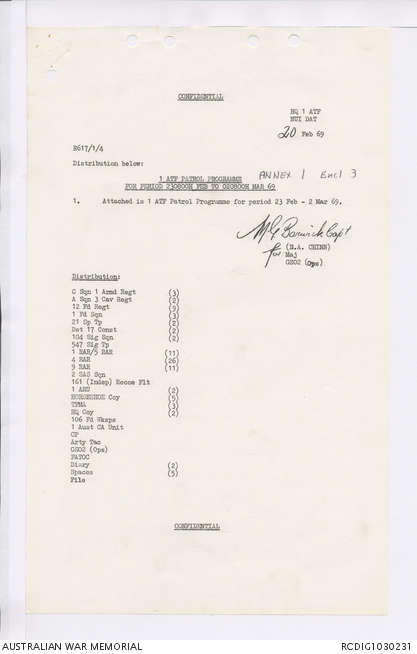 CONFIDENTIAL
HQ 1 ATF
NUI DAT
20 Feb 69
R617/1/4
Distribution below:
1 ATF PATROL PROGRAMME ANNEX 1 Encl 3
FOR PERIOD 230800H FEB TO 020800H MAR 69
1. Attached is 1 ATF Patrol Programme for period 23 Feb - 2 Mar 69.
Barwick Capt
for (D.A. CHINN)
Maj
GSO2 (Ops)
Distribution:
C Sqn 1 Armd Regt (3)
A Sqn 3 Cav Regt (2)
12 Fd Regt (9)
1 Fd Sqn (3)
21 Sp Tp (2)
Det 17 Const (2)
104 Sig Sqn (2)
547 Sig Tp
1 RAR/5 RAR (11)
4 RAR (26)
9 RAR (11)
2 SAS Sqn
161 (Indep) Recce Flt
1 ARU (2)
HORSESHOE Coy (5)
TFMA (3)
HQ Coy (2)
106 Fd Wksps
1 Aust CA Unit
CP
Arty Tac
GSO2 (Ops)
FATOC
Diary (2)
Spares (5)
File
CONFIDENTIAL
AUSTRALIAN WAR MEMORIAL
RCDIG1030231